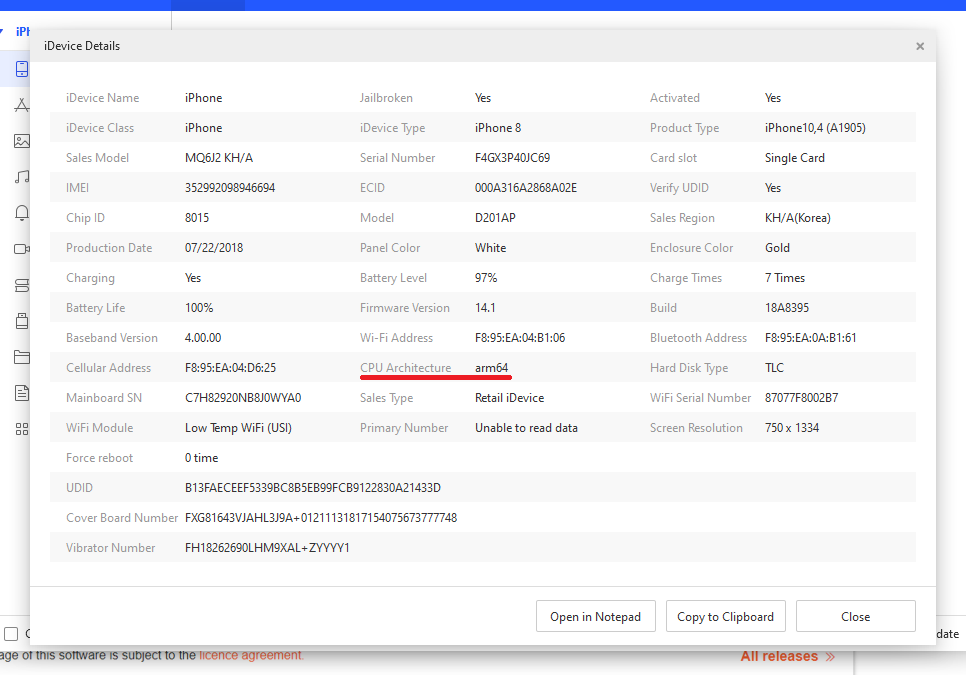 iPh
iDevice Details
iDevice Name iPhone Jailbroken Yes Activated Yes
iDevice Class iPhone iDevice Type iPhone 8 Product Type iPhone10,4 (A1905)
Sales Model MQ6J2 KH/A Serial Number F4GX3P40JC69 Card slot Single Card
IMEI 352992098946694 ECID 000A316A2868A02E Verify UDID Yes
Chip ID 8015 Model D201AP Sales Region KH/A(Korea)
Production Date 07/22/2018 Panel Color White Enclosure Color Gold
Charging Yes Battery Level 97% Charge Times 7 Times
Battery Life 100% Firmware Version 14.1 Build 18A8395
Baseband Version 4.00.00 Wi-Fi Address F8:95:EA:04:B1:06 Bluetooth Address F8:95:EA:0A:B1:61
Cellular Address F8:95:EA:04:D6:25 CPU Architecture arm64 Hard Disk Type TLC
Mainboard SN C7H82920NB8J0WYA0 Sales Type Retail iDevice WiFi Serial Number 87077F8002B7
WiFi Module Low Temp WiFi (USI) Primary Number Unable to read data Screen Resolution 750 x 1334
Force reboot 0 time
UDID B13FAECEEF5339BC8B5EB99FCB9122830A21433D
Cover Board Number FXG81643VJAHL3J9A+01211131817154075673777748
Vibrator Number FH18262690LHM9XAL+ZYYYY1
Open in Notepad Copy to Clipboard Close
date
age of this software is subject to the licence agreement. All releases »